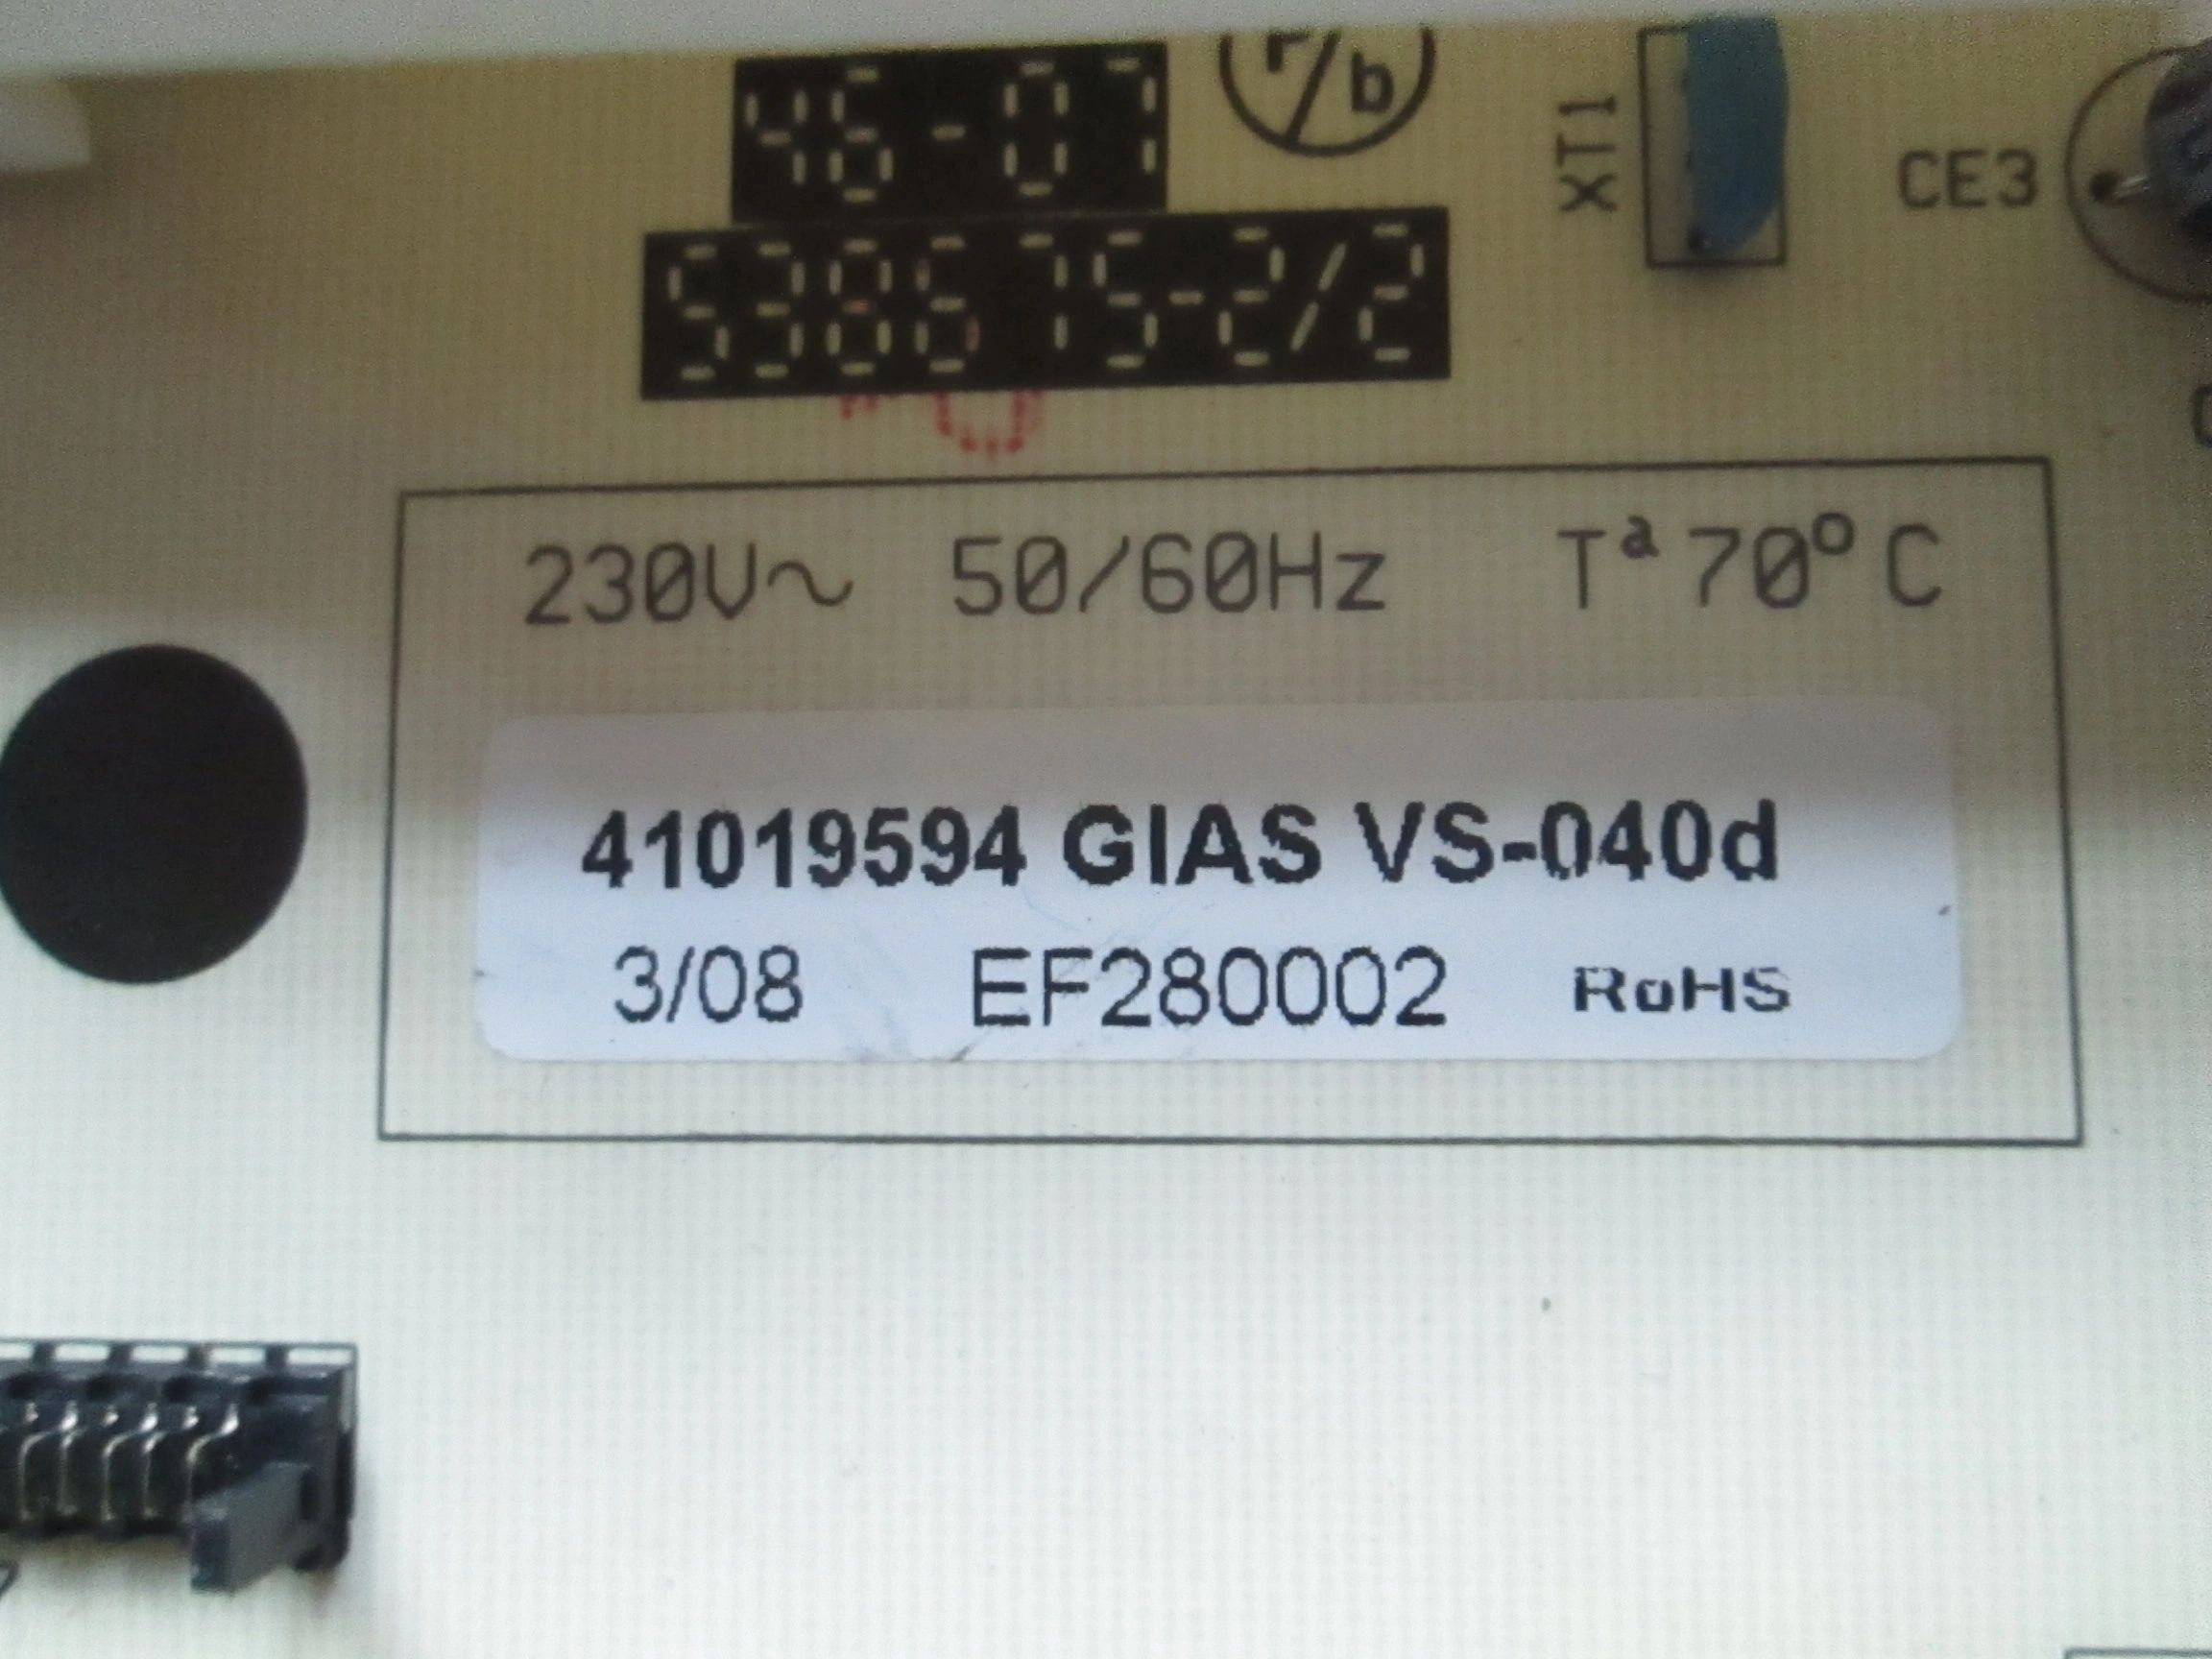 46-07
b
XT1
CE3
538675-2/2
230V~ 50/60Hz Tª 70º C
41019594 GIAS VS-040d
3/08 EF280002 RoHS